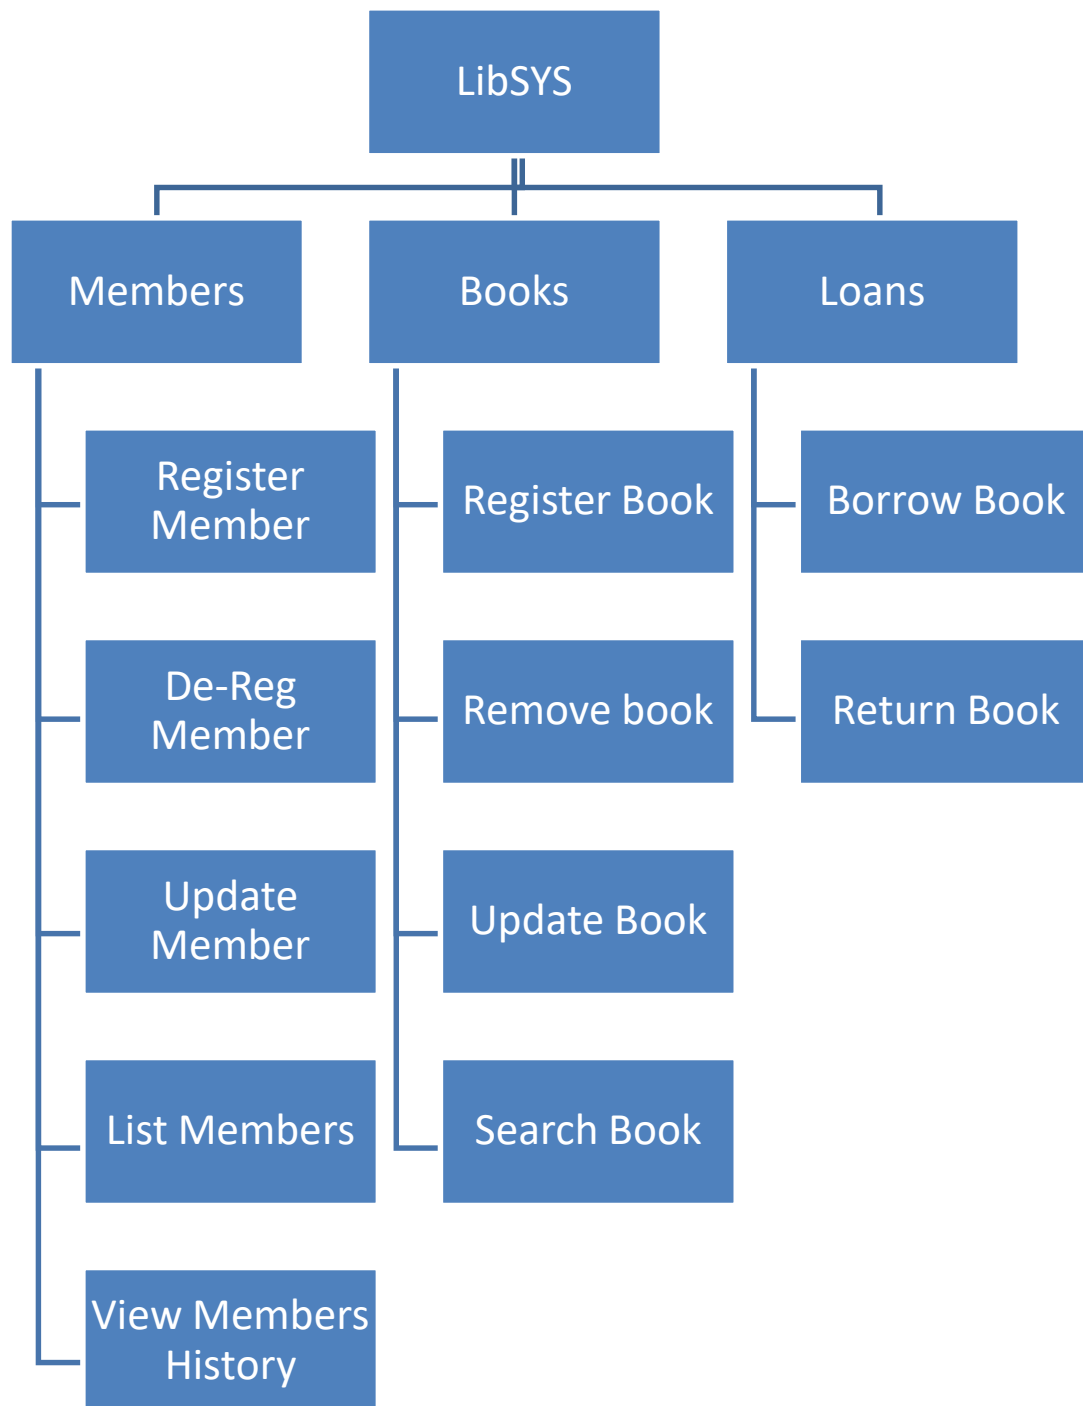 LibSYS
Members
Books
Loans
Register
Member
Register Book
Borrow Book
De-Reg
Member
Remove book
Return Book
Update
Member
Update Book
List Members
Search Book
View Members
History